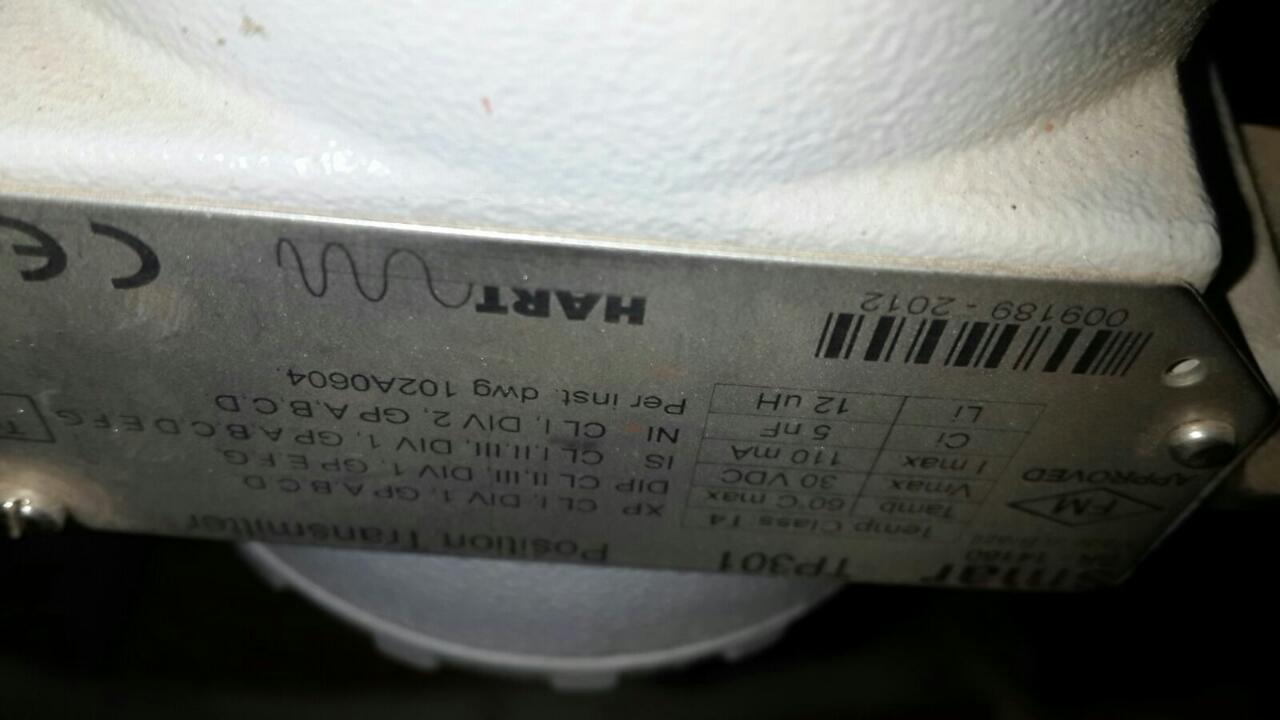 smar TP301 Position Transmitter
FM
APPROVED
Temp Class T4
Tamb 60°C max
Vmax 30 VDC
I max 110 mA
Ci 5 nF
Li 12 uH
XP CL I, DIV 1, GP A,B,C,D
DIP CL II,III, DIV 1, GP E,F,G
IS CL I,II,III, DIV 1, GP A,B,C,D,E,F,G
NI CL I, DIV 2, GP A,B,C,D
Per inst. dwg 102A0604.
009189 - 2012
HART
CE